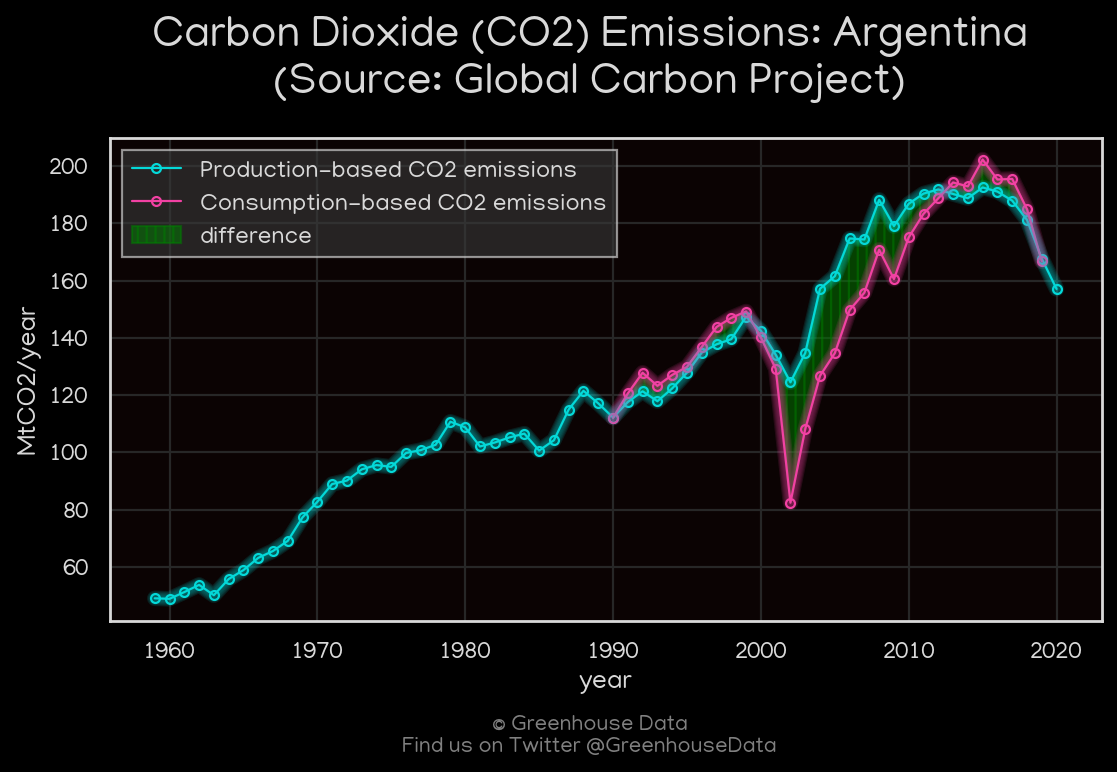 Carbon Dioxide (CO2) Emissions: Argentina
(Source: Global Carbon Project)
Production-based CO2 emissions
Consumption-based CO2 emissions
difference
MtCO2/year
200
180
160
140
120
100
80
60
1960 1970 1980 1990 2000 2010 2020
year
© Greenhouse Data
Find us on Twitter @GreenhouseData